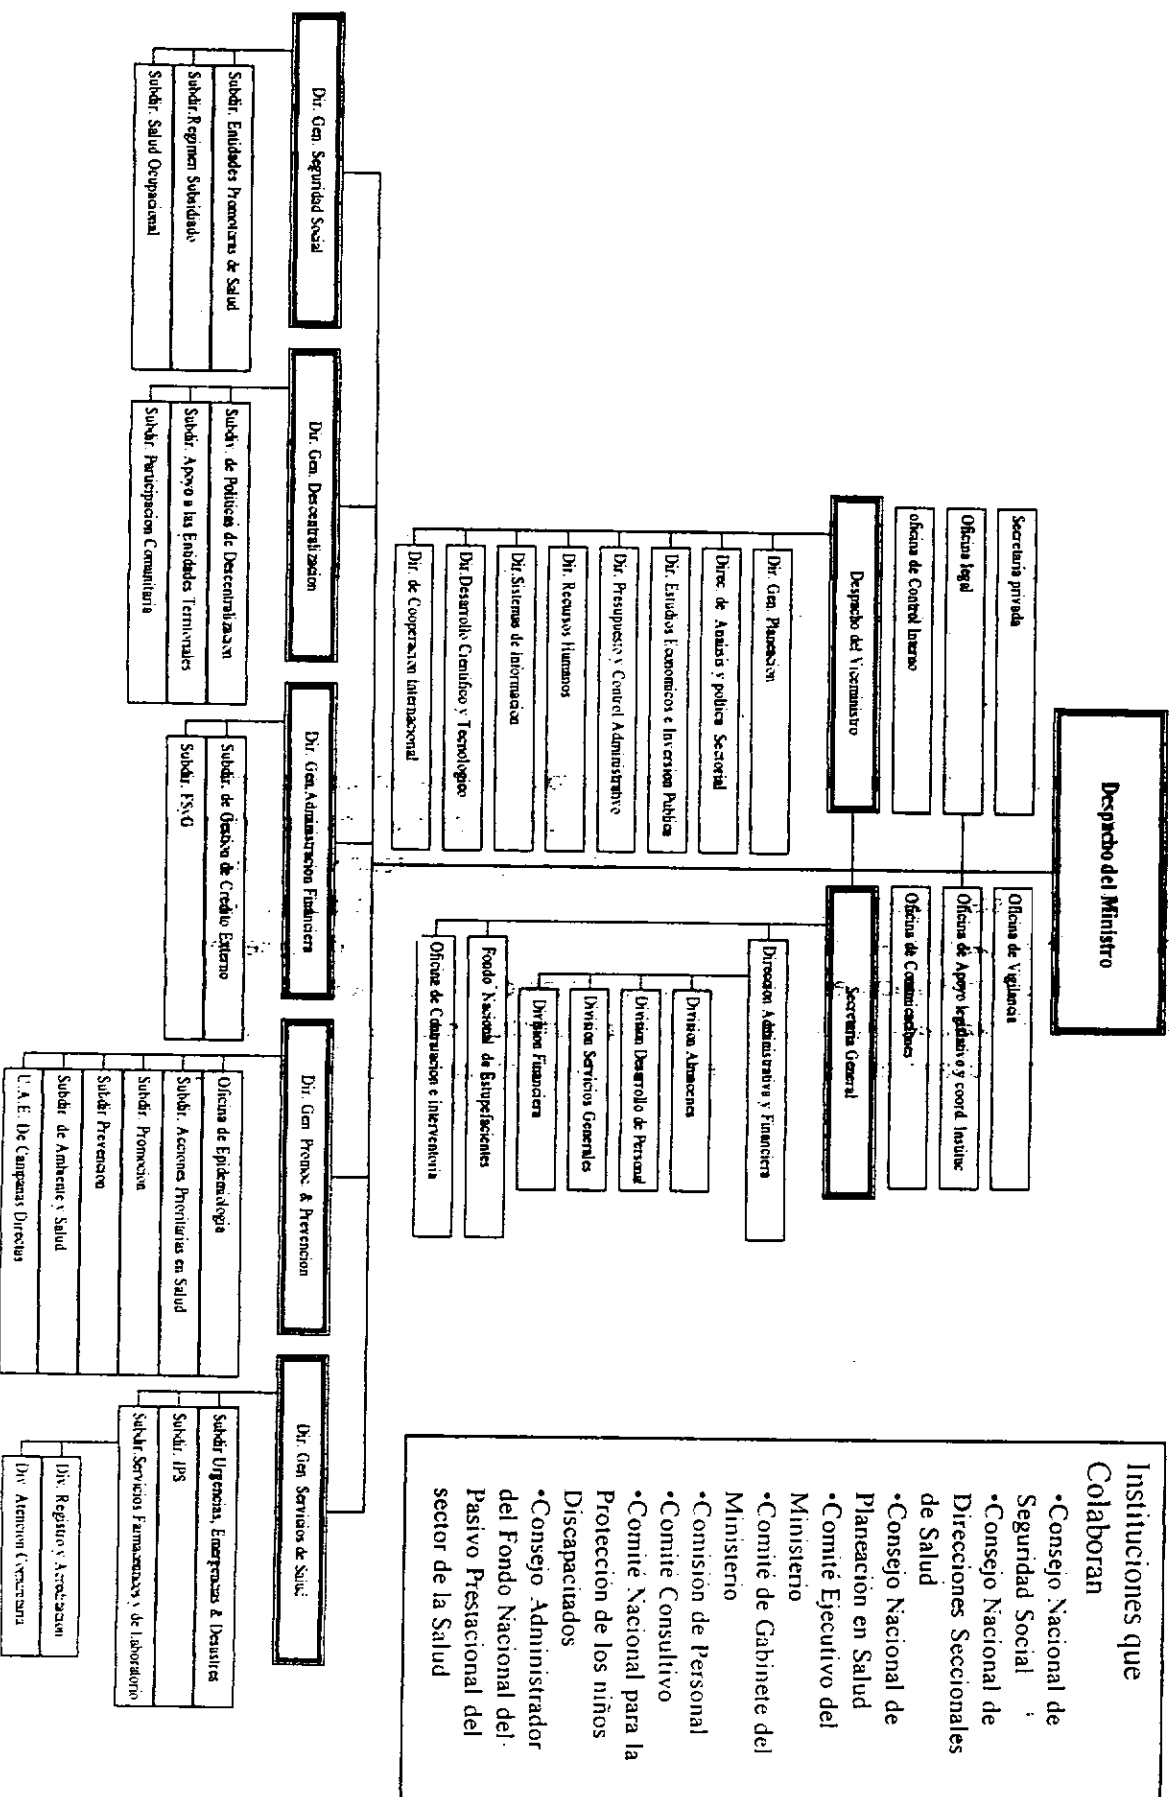 Despacho del Ministro
Secretaria privada
Oficina de Vigilancia
Oficina legal
Oficina de Apoyo legislativo y coord. Instituc
oficina de Control Interno
Oficina de Comunicaciones
Despacho del Viceministro
Secretaria General
Dir. Gen. Planeacion
Direc. de Analisis y politica Sectorial
Dir. Estudios Economicos e Inversion Publica
Dir. Presupuesto y Control Administrativo
Dir. Recursos Humanos
Dir.Sistemas de Informacion
Dir.Desarrollo Cientifico y Tecnologico
Dir. de Cooperacion Internacional
Direccion Administrativa y Financiera
Division Almacenes
Division Desarrollo de Personal
Division Servicios Generales
Division Financiera
Fondo Nacional de Estupefacientes
Oficina de Contratacion e interventoria
Dir. Gen. Seguridad Social
Subdir. Entidades Promotoras de Salud
Subdir.Regimen Subsidiado
Subdir. Salud Ocupacional
Dir. Gen. Descentralizacion
Subdiv. de Politicas de Descentralizacion
Subdir. Apoyo a las Entidades Territoriales
Subdir. Participacion Comunitaria
Dir. Gen.Administracion Financiera
Subdir. de Gestion de Credito Externo
Subdir.
Dir. Gen Promoc. & Prevencion
Oficina de Epidemiologia
Subdir. Acciones Prioritarias en Salud
Subdir. Promocion
Subdir Prevencion
Subdir. de Ambiente y Salud
U.A.E. De Campanas Directas
Dir. Gen Servicios de Salud
Subdir Urgencias, Emergencias & Desastres
Subdir. IPS
Subdir.Servicios Farmaceuticos y de Laboratorio
Div. Registro y Acreditacion
Div. Atencion Comunitaria
Instituciones que
Colaboran
•Consejo Nacional de
Seguridad Social
•Consejo Nacional de
Direcciones Seccionales
de Salud
•Consejo Nacional de
Planeación en Salud
•Comité Ejecutivo del
Ministerio
•Comité de Gabinete del
Ministerio
•Comisión de Personal
•Comité Consultivo
•Comité Nacional para la
Protección de los niños
Discapacitados
•Consejo Administrador
del Fondo Nacional del
Pasivo Prestacional del
sector de la Salud